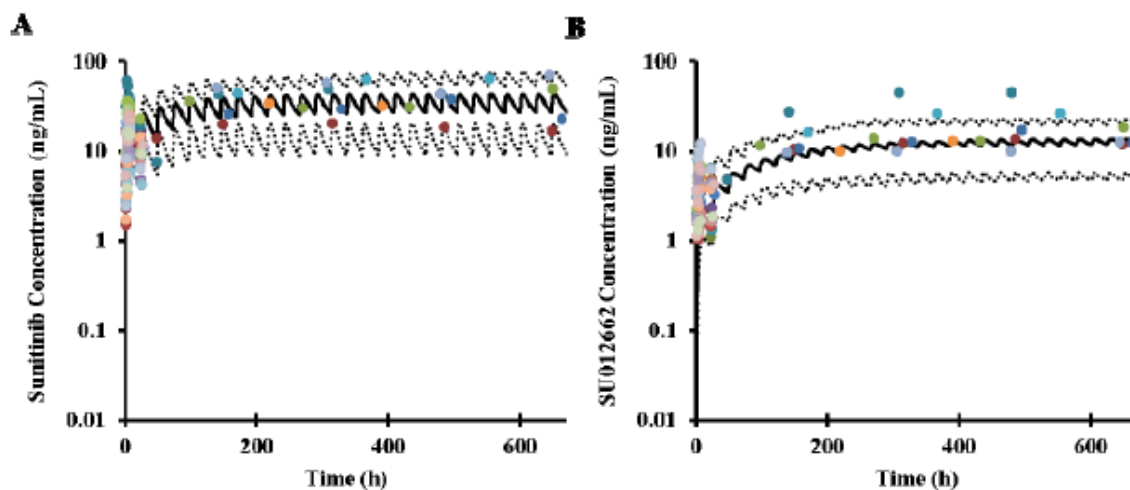 A
Sunitinib Concentration (ng/mL)
100
10
1
0.1
0.01
0 200 400 600
Time (h)
B
SU012662 Concentration (ng/mL)
100
10
1
0.1
0.01
0 200 400 600
Time (h)